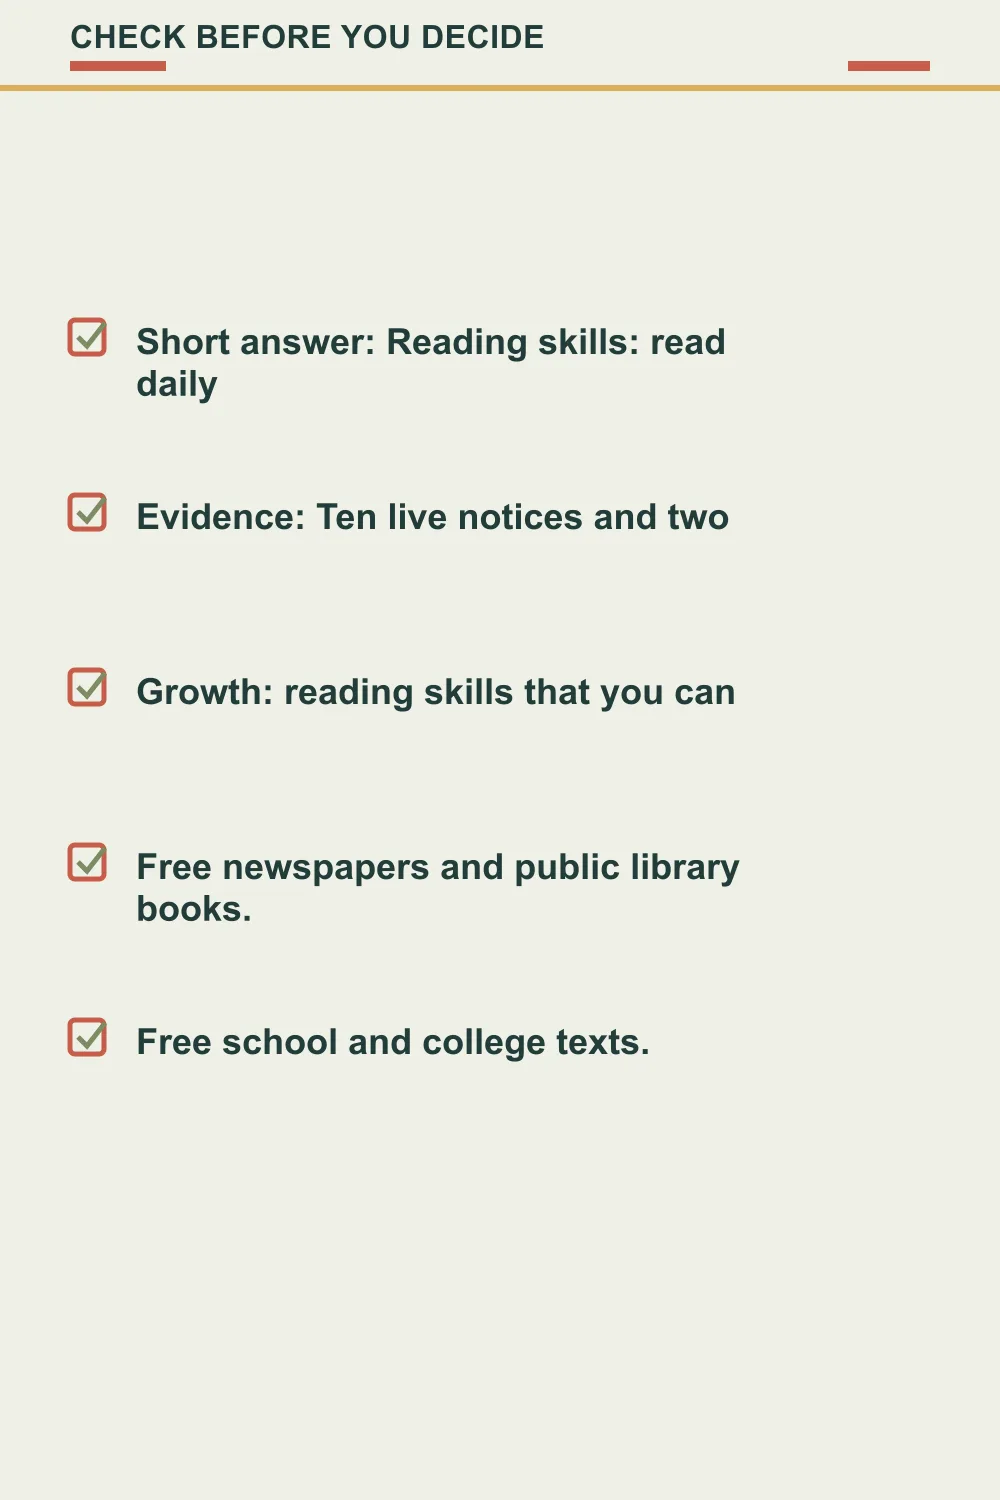 CHECK BEFORE YOU DECIDE
Short answer: Reading skills: read
daily
Evidence: Ten live notices and two
Growth: reading skills that you can
Free newspapers and public library
books.
Free school and college texts.